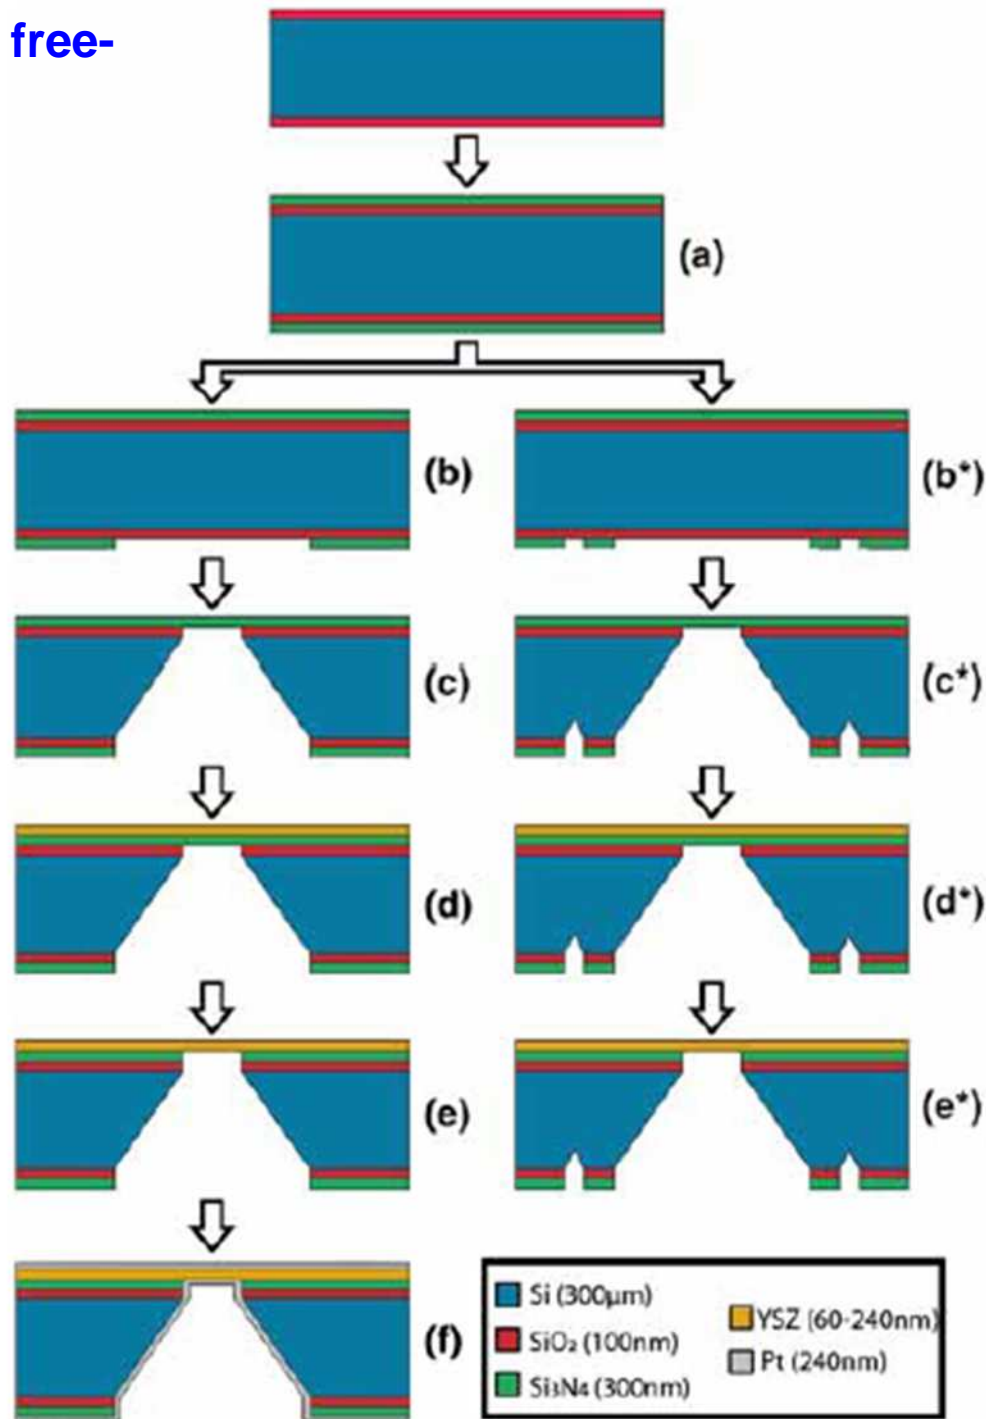 free-
(a)
(b)
(b*)
(c)
(c*)
(d)
(d*)
(e)
(e*)
(f)
Si (300μm)
SiO₂ (100nm)
Si₃N₄ (300nm)
YSZ (60-240nm)
Pt (240nm)